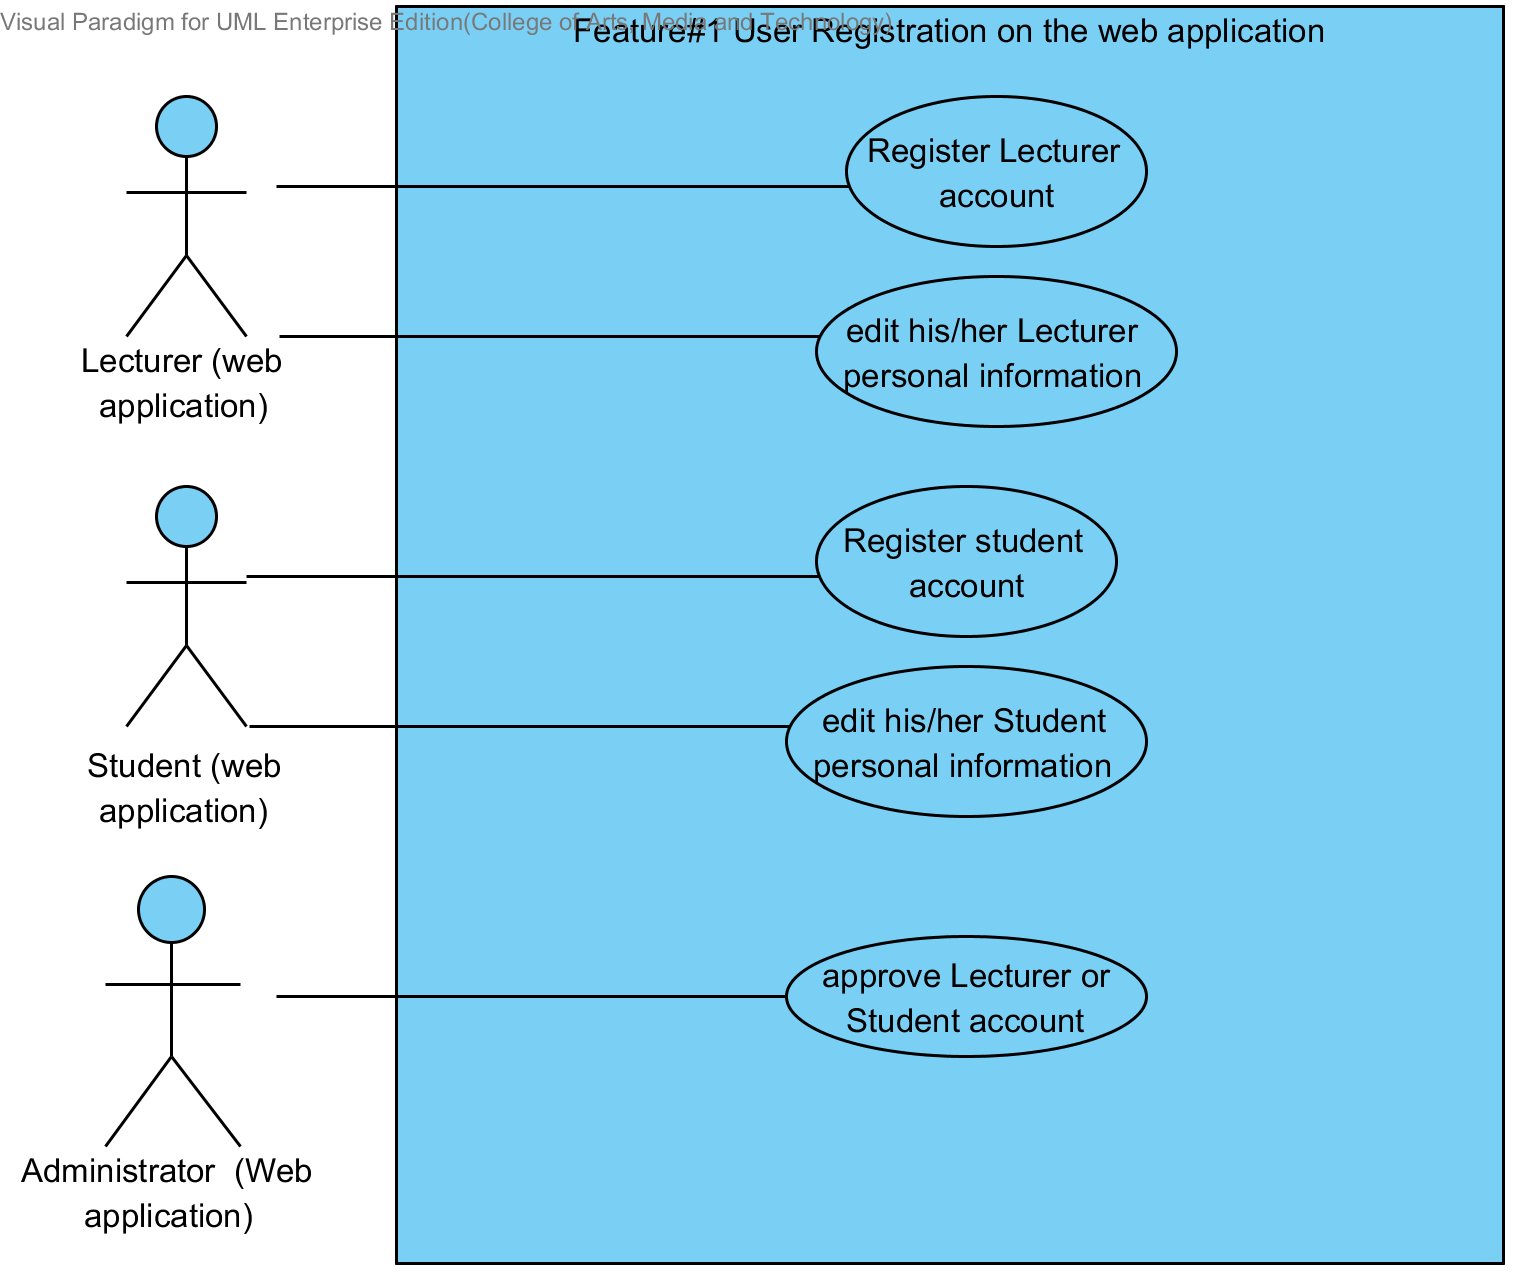 Visual Paradigm for UML Enterprise Edition(College of Arts, Media and Technology)
Feature#1 User Registration on the web application
Register Lecturer
account
edit his/her Lecturer
personal information
Lecturer (web
application)
Register student
account
edit his/her Student
personal information
Student (web
application)
approve Lecturer or
Student account
Administrator  (Web
application)